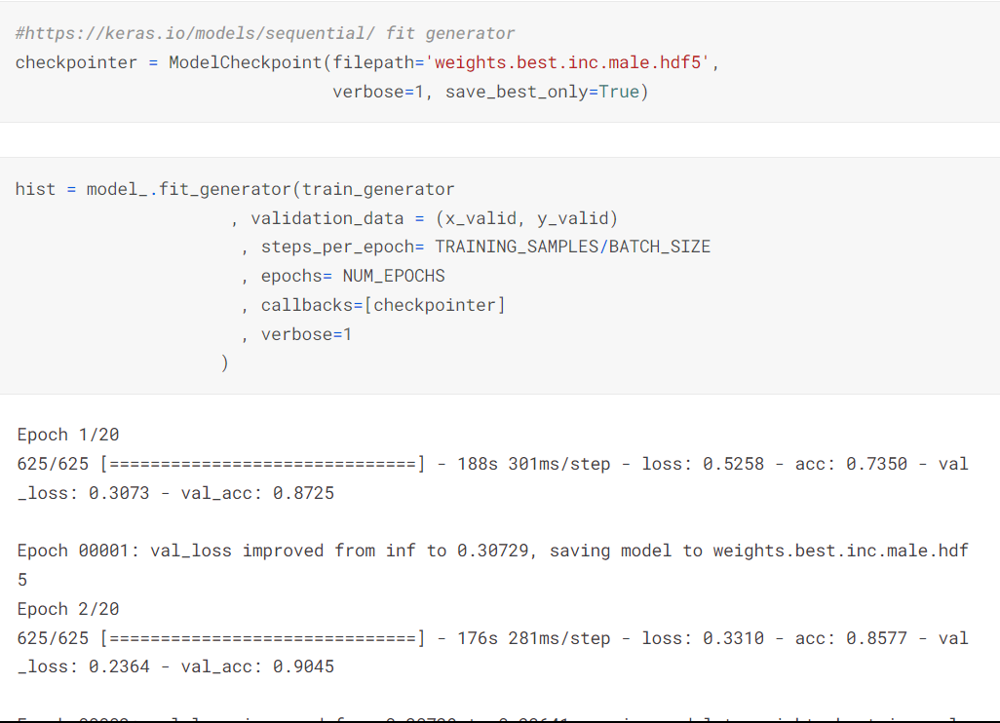 #https://keras.io/models/sequential/ fit generator
checkpointer = ModelCheckpoint(filepath='weights.best.inc.male.hdf5',
verbose=1, save_best_only=True)
hist = model_.fit_generator(train_generator
, validation_data = (x_valid, y_valid)
, steps_per_epoch= TRAINING_SAMPLES/BATCH_SIZE
, epochs= NUM_EPOCHS
, callbacks=[checkpointer]
, verbose=1
)
Epoch 1/20
625/625 [==============================] - 188s 301ms/step - loss: 0.5258 - acc: 0.7350 - val
_loss: 0.3073 - val_acc: 0.8725
Epoch 00001: val_loss improved from inf to 0.30729, saving model to weights.best.inc.male.hdf
5
Epoch 2/20
625/625 [==============================] - 176s 281ms/step - loss: 0.3310 - acc: 0.8577 - val
_loss: 0.2364 - val_acc: 0.9045